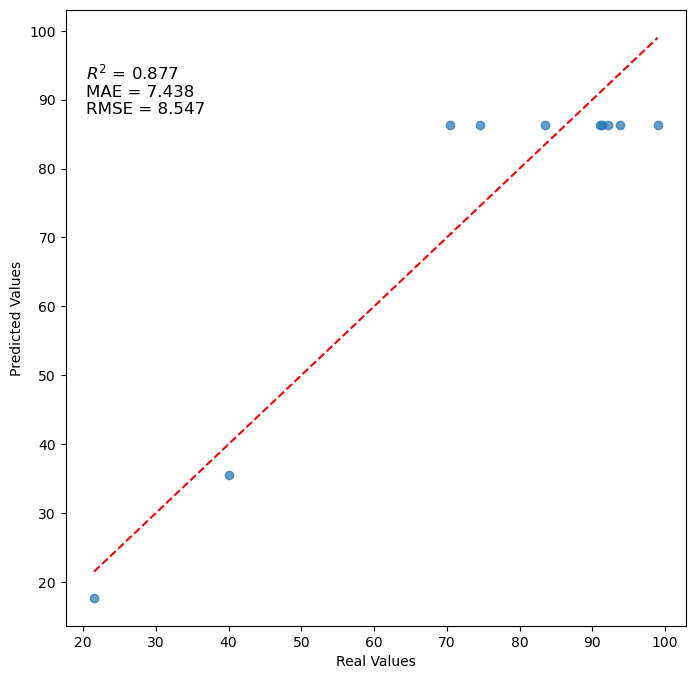 R² = 0.877
MAE = 7.438
RMSE = 8.547
100
90
80
70
60
50
40
30
20
Predicted Values
20 30 40 50 60 70 80 90 100
Real Values